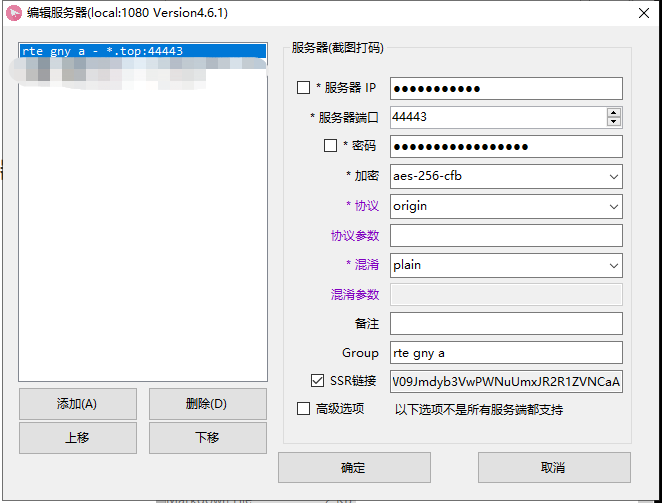 编辑服务器(local:1080 Version4.6.1)
rte gny a - *.top:44443
服务器(截图打码)
* 服务器 IP ●●●●●●●●●●●
* 服务器端口 44443
* 密码 ●●●●●●●●●●●●●●●●●
* 加密 aes-256-cfb
* 协议 origin
协议参数
* 混淆 plain
混淆参数
备注
Group rte gny a
SSR链接 W09Jmdyb3VwPWNuUmxJR2R1ZVNCaA
高级选项 以下选项不是所有服务端都支持
添加(A) 删除(D)
上移 下移
确定 取消